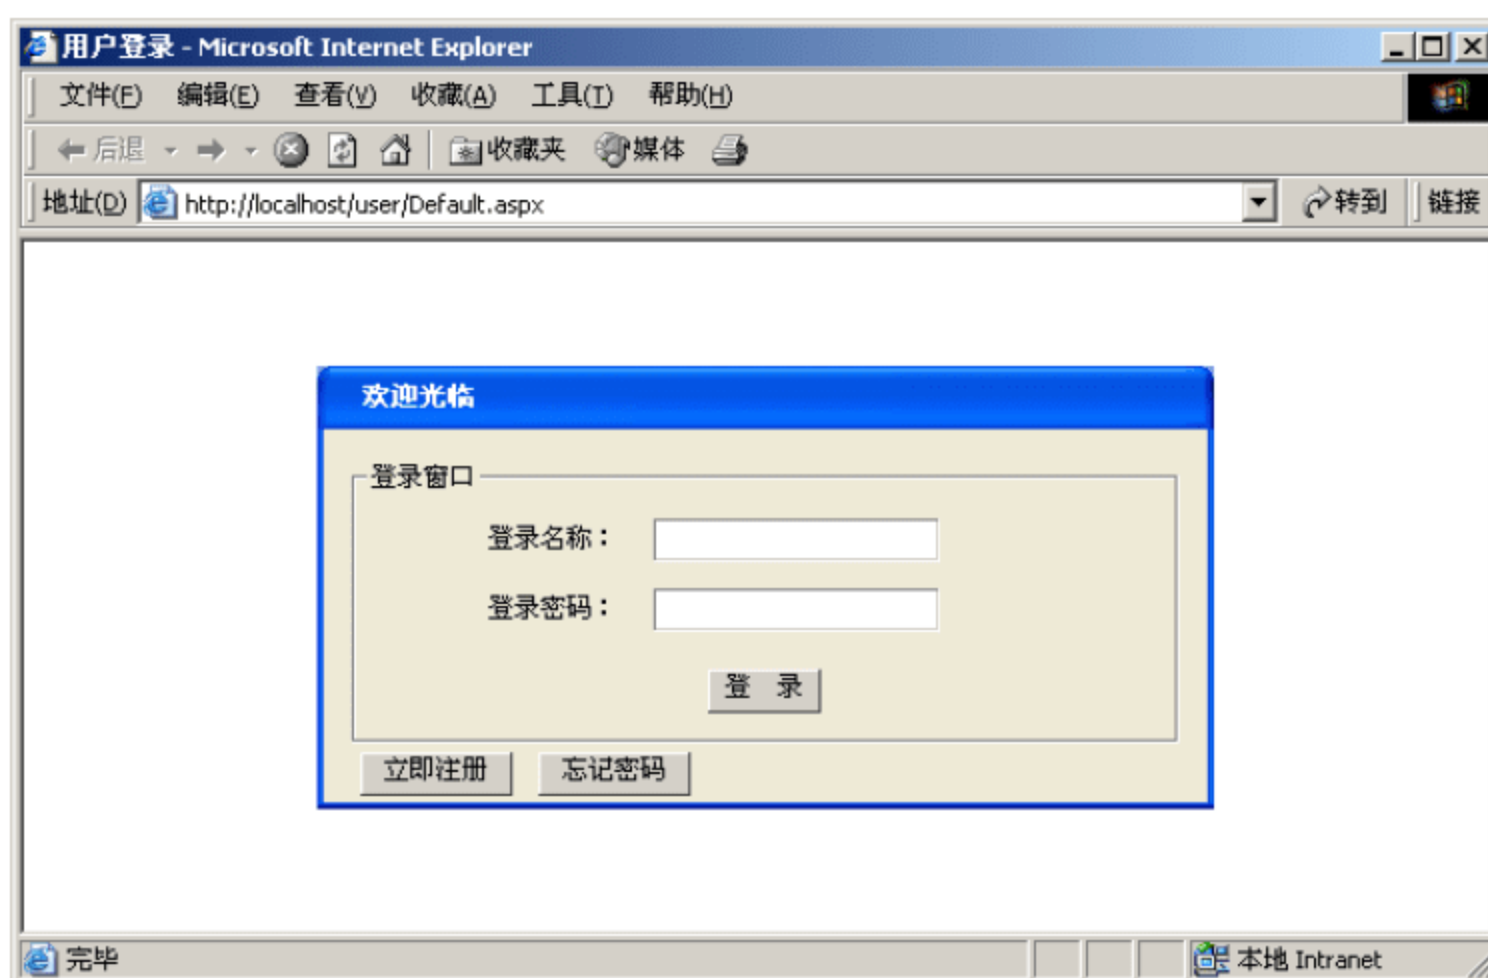 用户登录 - Microsoft Internet Explorer
文件(F) 编辑(E) 查看(V) 收藏(A) 工具(T) 帮助(H)
后退 收藏夹 媒体
地址(D) http://localhost/user/Default.aspx 转到 链接
欢迎光临
登录窗口
登录名称：
登录密码：
登 录
立即注册 忘记密码
完毕 本地 Intranet